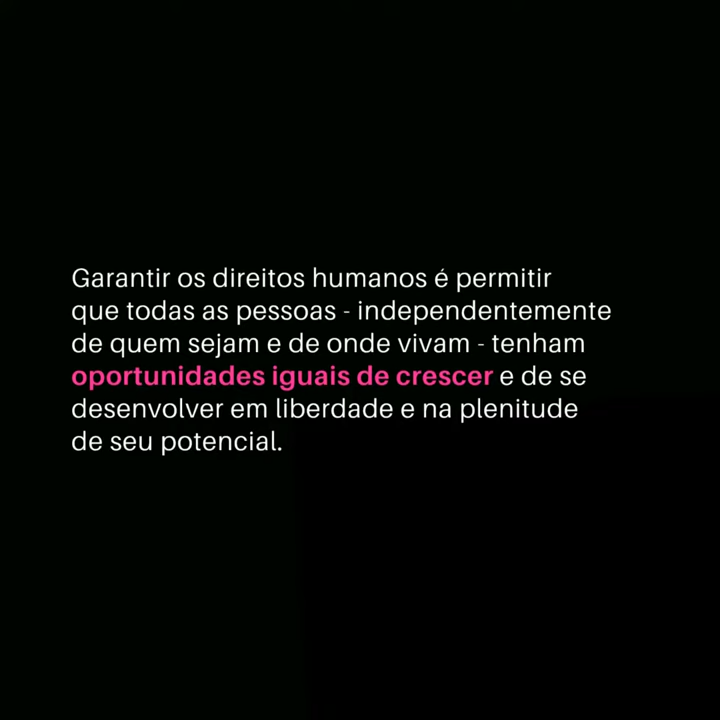 Garantir os direitos humanos é permitir
que todas as pessoas - independentemente
de quem sejam e de onde vivam - tenham
oportunidades iguais de crescer e de se
desenvolver em liberdade e na plenitude
de seu potencial.